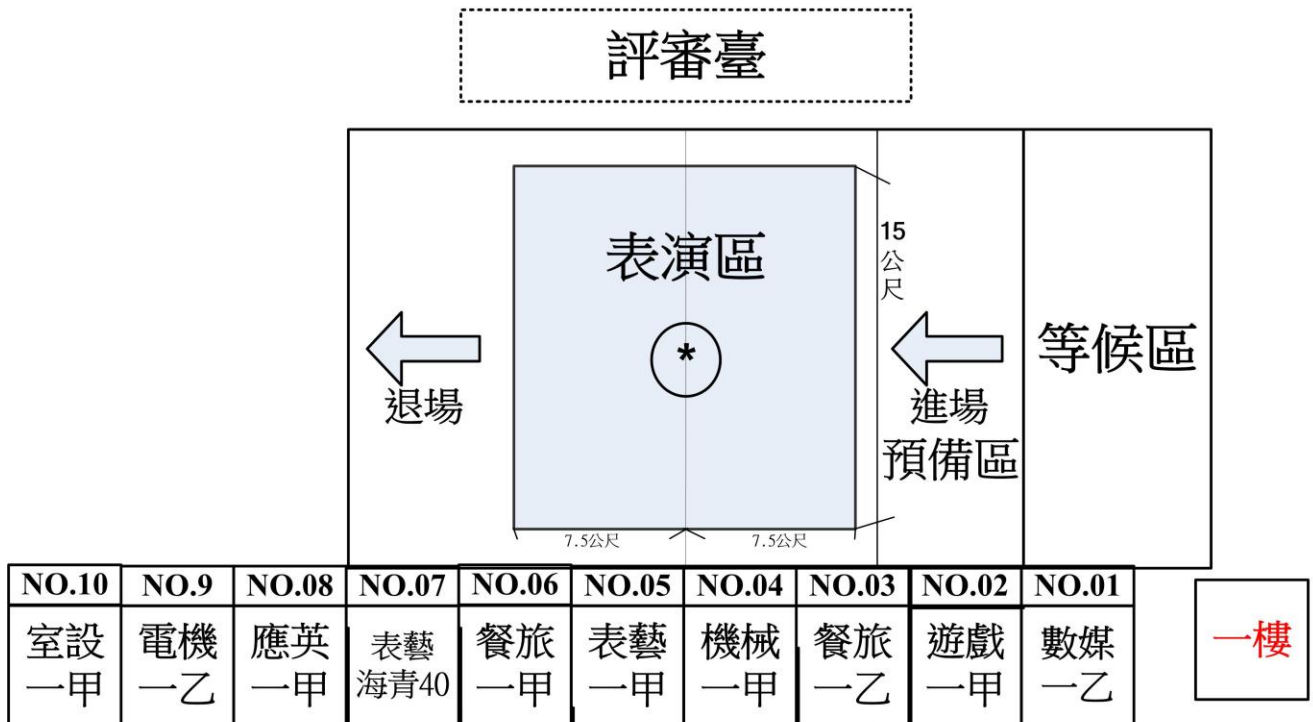 評審臺
表演區
15
公
尺
等候區
退場
進場
預備區
*
7.5公尺
7.5公尺
NO.10 NO.9 NO.08 NO.07 NO.06 NO.05 NO.04 NO.03 NO.02 NO.01
室設 電機 應英 表藝 餐旅 表藝 機械 餐旅 遊戲 數媒
一甲 一乙 一甲 海青40 一甲 一甲 一甲 一乙 一甲 一乙
一樓